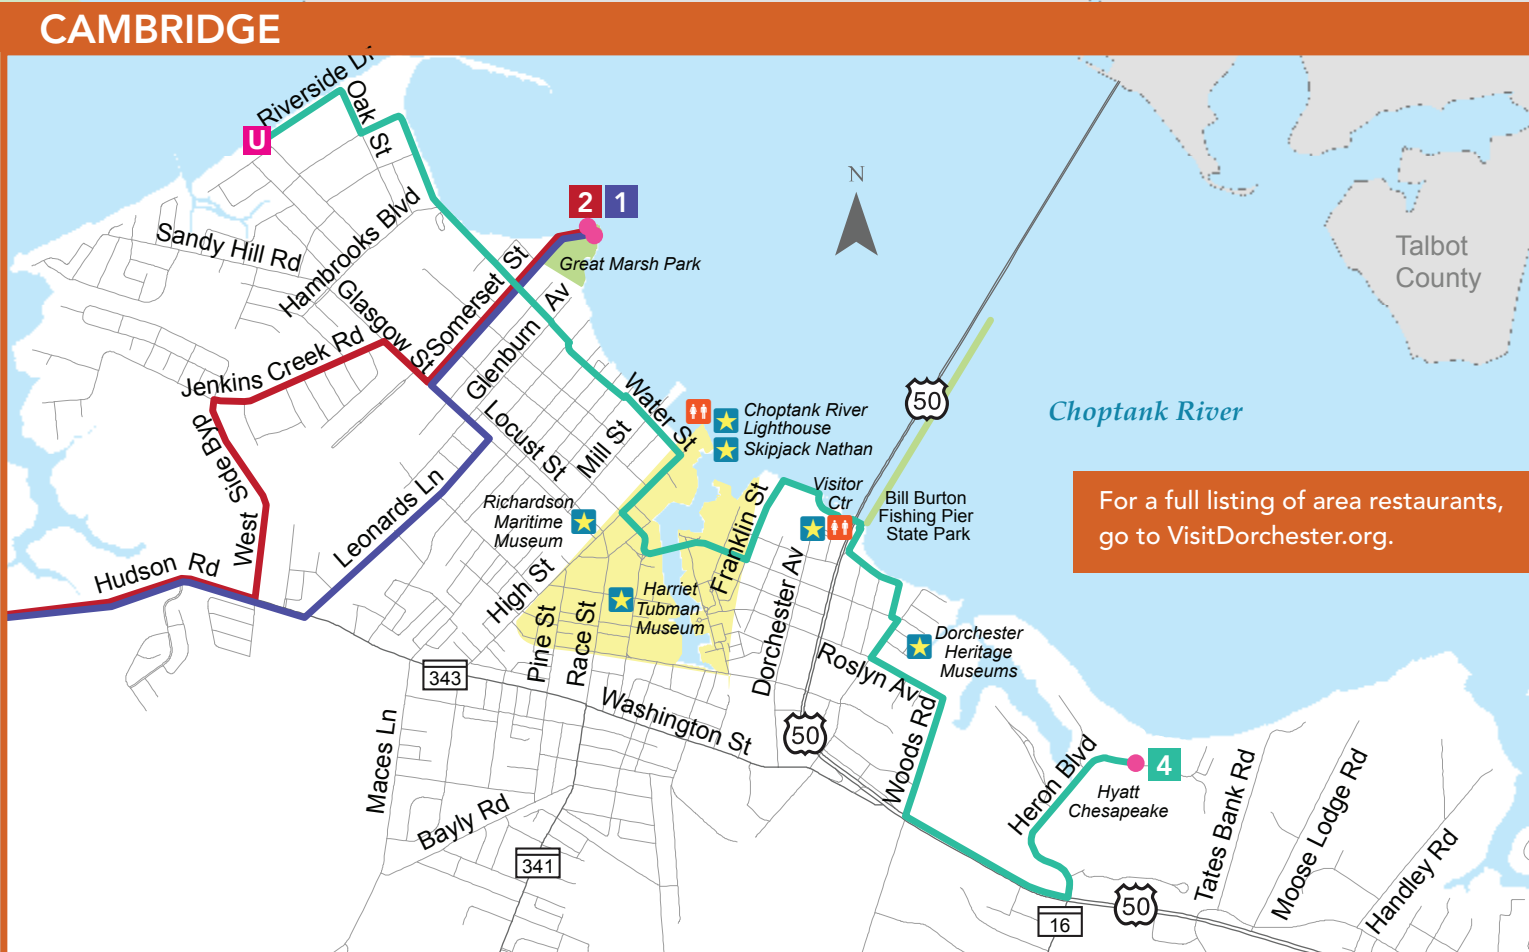 CAMBRIDGE
Riverside Dr
Oak St
U
2
1
N
Sandy Hill Rd
Hambrooks Blvd
Great Marsh Park
Talbot
County
Somerset St
Glasgow St
Glenburn Av
Jenkins Creek Rd
50
Water St
Choptank River
Lighthouse
Skipjack Nathan
Choptank River
Locust St
Mill St
West Side Byp
Leonards Ln
Richardson
Maritime
Museum
Franklin St
Visitor
Ctr
Bill Burton
Fishing Pier
State Park
For a full listing of area restaurants,
go to VisitDorchester.org.
Hudson Rd
High St
Harriet
Tubman
Museum
Pine St
Race St
Dorchester Av
Roslyn Av
Dorchester
Heritage
Museums
343
Washington St
50
Woods Rd
Maces Ln
Heron Blvd
4
Hyatt
Chesapeake
Tates Bank Rd
Moose Lodge Rd
Handley Rd
Bayly Rd
341
50
16